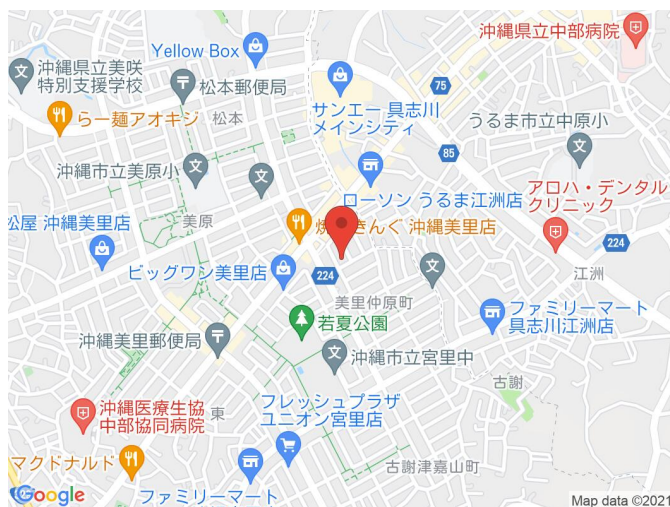 沖縄県立中部病院
Yellow Box
沖縄県立美咲
特別支援学校
松本郵便局
75
松本
サンエー 具志川
メインシティ
らー麺アオキジ
うるま市立中原小
沖縄市立美原小
85
ローソン うるま江洲店
アロハ・デンタル
クリニック
美原
松屋 沖縄美里店
きんぐ 沖縄美里店
224
ビッグワン美里店
224
江洲
美里仲原町
若夏公園
ファミリーマート
具志川江洲店
沖縄美里郵便局
沖縄市立宮里中
古謝
沖縄医療生協
中部協同病院
東
フレッシュプラザ
ユニオン宮里店
マクドナルド
古謝津嘉山町
Google
ファミリーマート
Map data ©2021